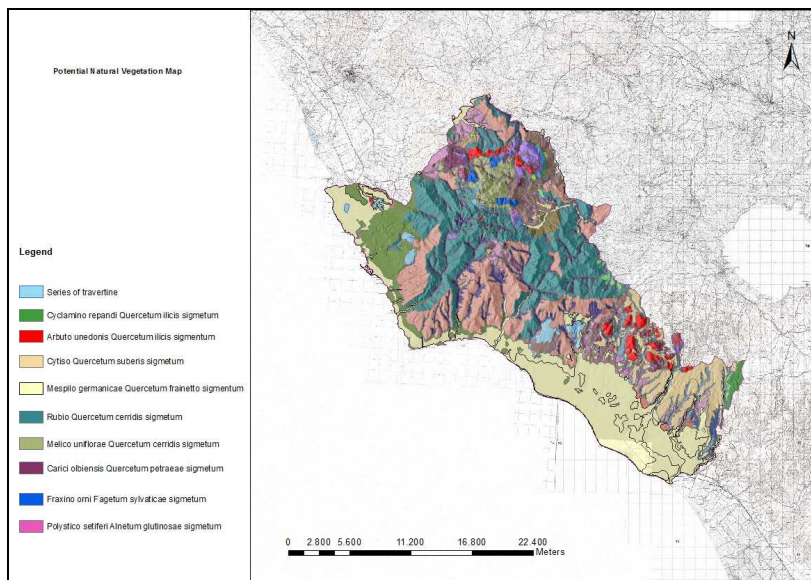 Potential Natural Vegetation Map
N
Legend
Series of travertine
Cyclamino repandi Quercetum ilicis sigmetum
Arbuto unedonis Quercetum ilicis sigmentum
Cytiso Quercetum suberis sigmetum
Mespilo germanicae Quercetum frainetto sigmentum
Rubio Quercetum cerridis sigmetum
Melico uniflorae Quercetum cerridis sigmetum
Carici olbiensis Quercetum petraeae sigmetum
Fraxino orni Fagetum sylvaticae sigmetum
Polystico setiferi Alnetum glutinosae sigmetum
0 2.800 5.600 11.200 16.800 22.400
Meters